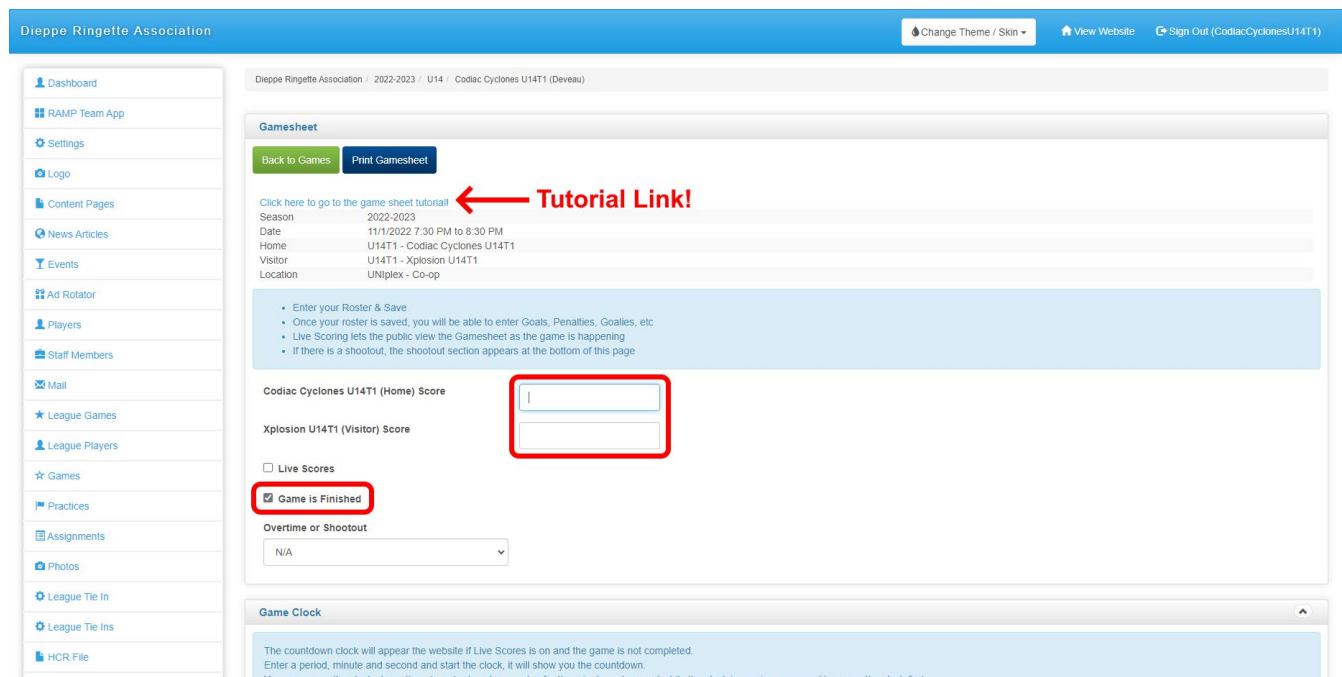 Dieppe Ringette Association
Change Theme / Skin
View Website
Sign Out (CodiacCyclonesU14T1)
Dashboard
RAMP Team App
Settings
Logo
Content Pages
News Articles
Events
Ad Rotator
Players
Staff Members
Mail
League Games
League Players
Games
Practices
Assignments
Photos
League Tie In
League Tie Ins
HCR File
Dieppe Ringette Association / 2022-2023 / U14 / Codiac Cyclones U14T1 (Deveau)
Gamesheet
Back to Games
Print Gamesheet
Click here to go to the game sheet tutorial!
Tutorial Link!
Season 2022-2023
Date 11/1/2022 7:30 PM to 8:30 PM
Home U14T1 - Codiac Cyclones U14T1
Visitor U14T1 - Xplosion U14T1
Location UNIplex - Co-op
• Enter your Roster & Save
• Once your roster is saved, you will be able to enter Goals, Penalties, Goalies, etc
• Live Scoring lets the public view the Gamesheet as the game is happening
• If there is a shootout, the shootout section appears at the bottom of this page
Codiac Cyclones U14T1 (Home) Score
Xplosion U14T1 (Visitor) Score
Live Scores
Game is Finished
Overtime or Shootout
N/A
Game Clock
The countdown clock will appear the website if Live Scores is on and the game is not completed.
Enter a period, minute and second and start the clock, it will show you the countdown.